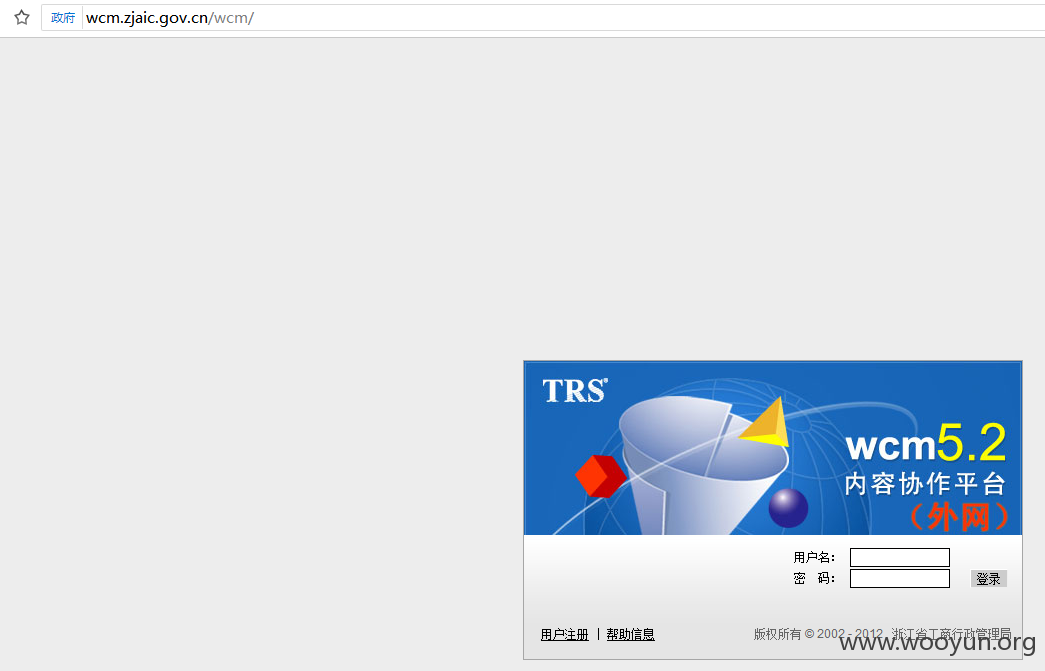 政府 wcm.zjaic.gov.cn/wcm/
TRS®
wcm5.2
内容协作平台
（外网）
用户名：
密 码： 登录
用户注册 | 帮助信息 版权所有 © 2002 - 2012 浙江省工商行政管理局
www.wooyun.org